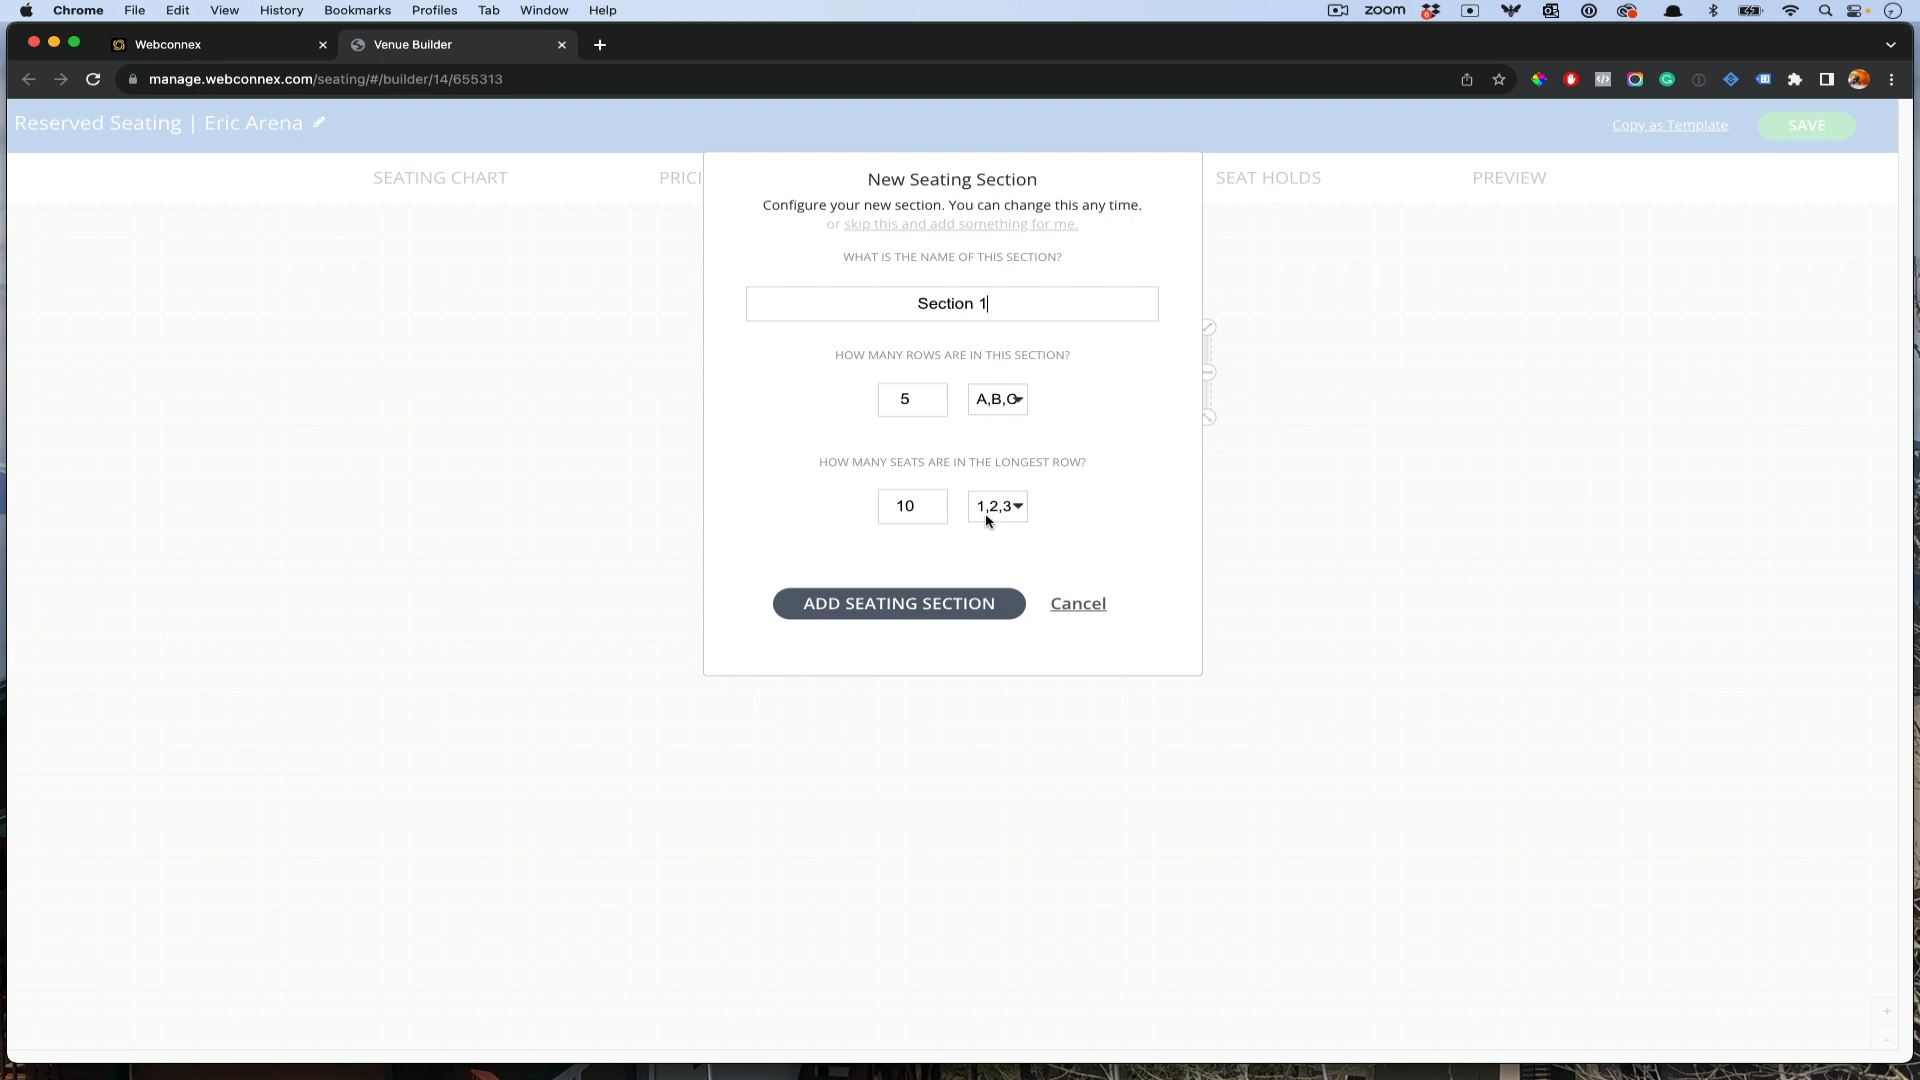 Chrome File Edit View History Bookmarks Profiles Tab Window Help
zoom
Webconnex
Venue Builder
manage.webconnex.com/seating/#/builder/14/655313
Reserved Seating | Eric Arena
Copy as Template
SAVE
SEATING CHART
PRICI
SEAT HOLDS
PREVIEW
New Seating Section
Configure your new section. You can change this any time.
or skip this and add something for me.
WHAT IS THE NAME OF THIS SECTION?
Section 1
HOW MANY ROWS ARE IN THIS SECTION?
5
A,B,C
HOW MANY SEATS ARE IN THE LONGEST ROW?
10
1,2,3
ADD SEATING SECTION
Cancel